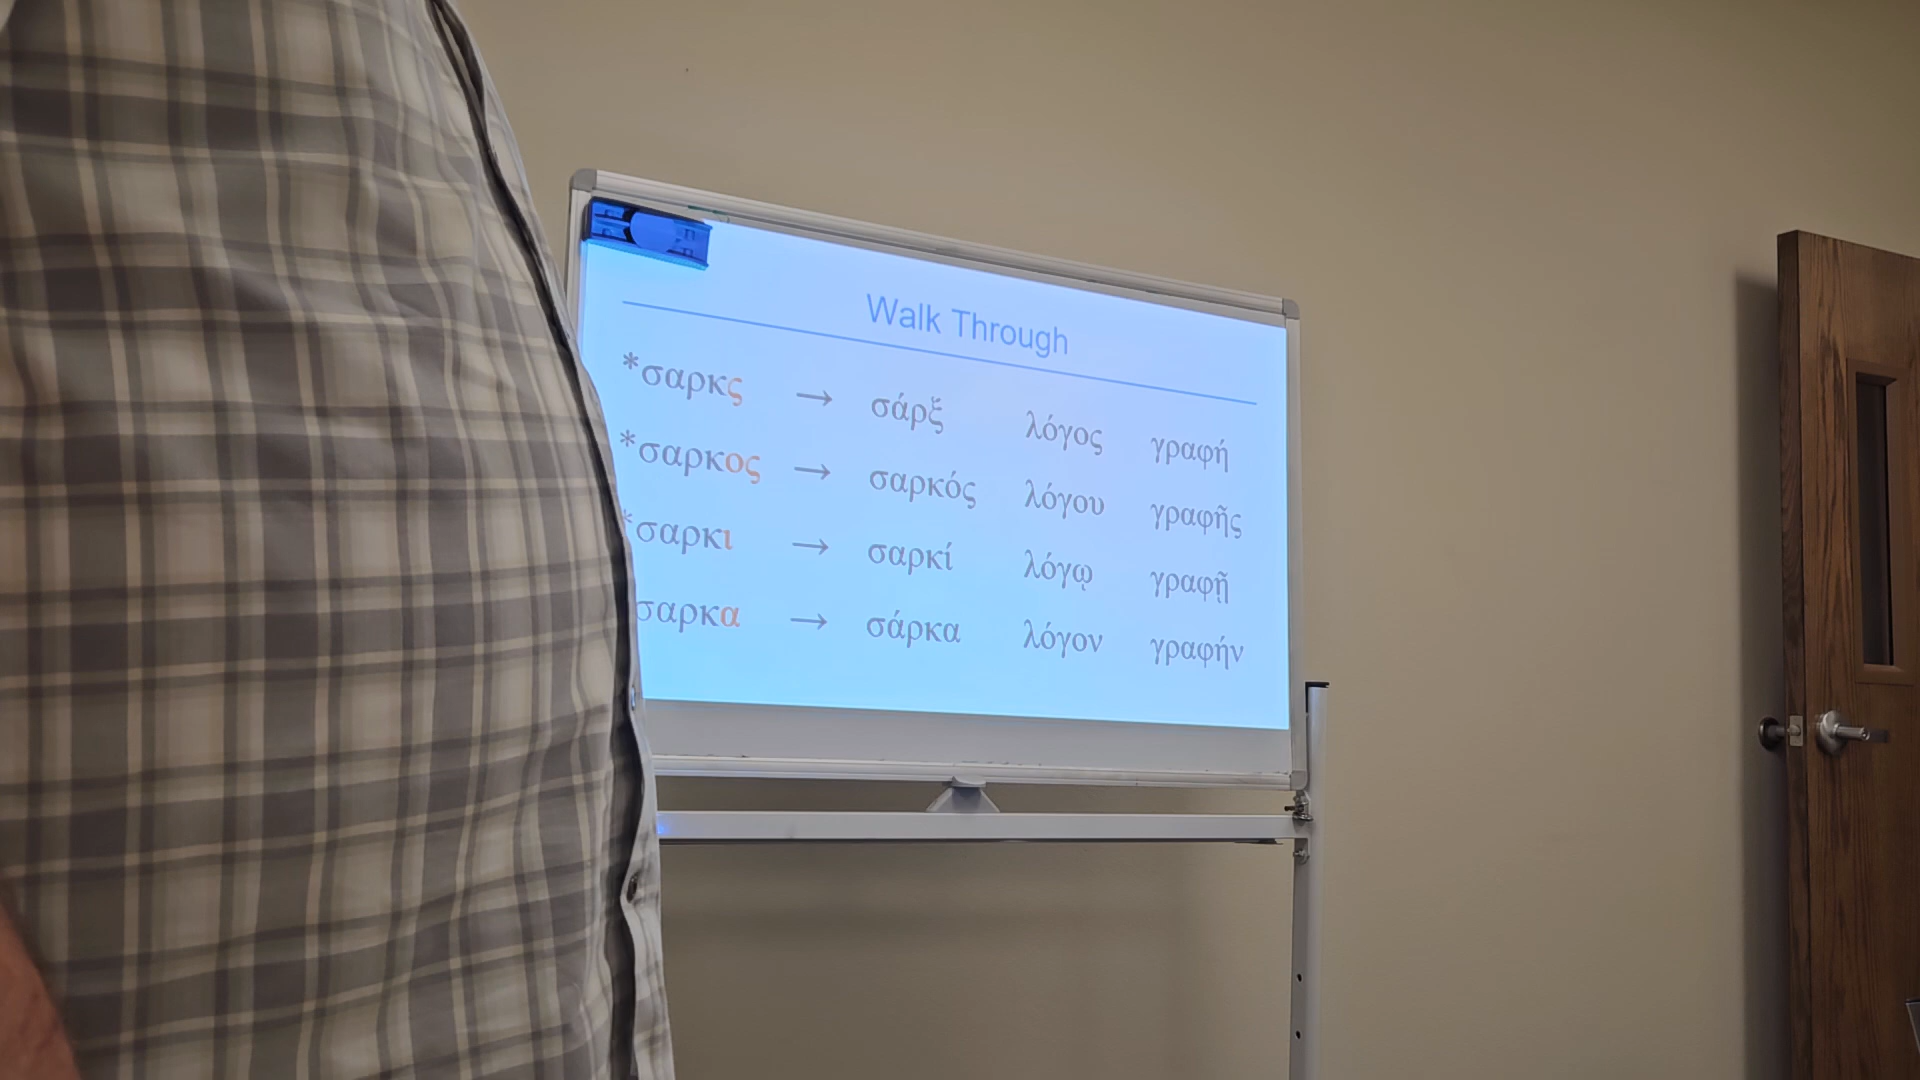 Walk Through
*σαρκς → σάρξ λόγος γραφή
*σαρκος → σαρκός λόγου γραφῆς
*σαρκι → σαρκί λόγῳ γραφῇ
σαρκα → σάρκα λόγον γραφήν